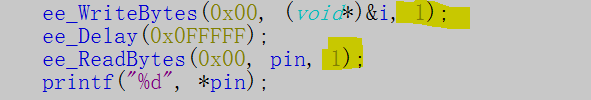 ee_WriteBytes(0x00, (void*)&i, 1);
ee_Delay(0x0FFFFF);
ee_ReadBytes(0x00, pin, 1);
printf("%d", *pin);